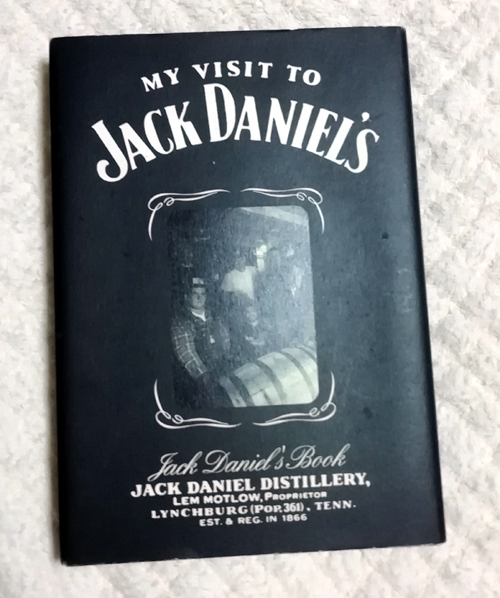 MY VISIT TO
JACK DANIEL'S
Jack Daniel's Book
JACK DANIEL DISTILLERY,
LEM MOTLOW, PROPRIETOR
LYNCHBURG (POP. 361), TENN.
EST. & REG. IN 1866